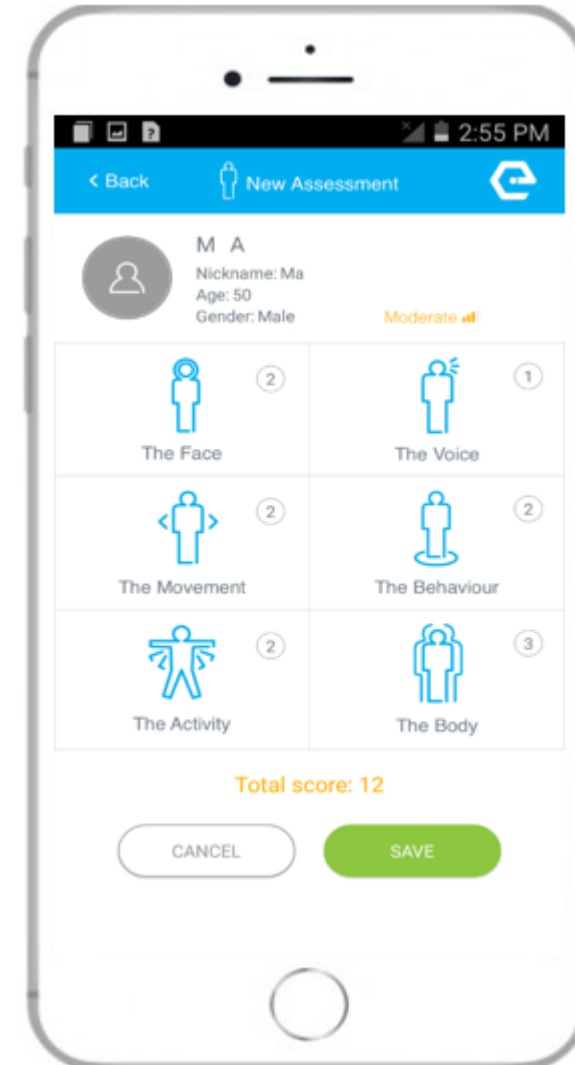 2:55 PM
< Back New Assessment
M A
Nickname: Ma
Age: 50
Gender: Male Moderate
2 1
The Face The Voice
2 2
The Movement The Behaviour
2 3
The Activity The Body
Total score: 12
CANCEL SAVE